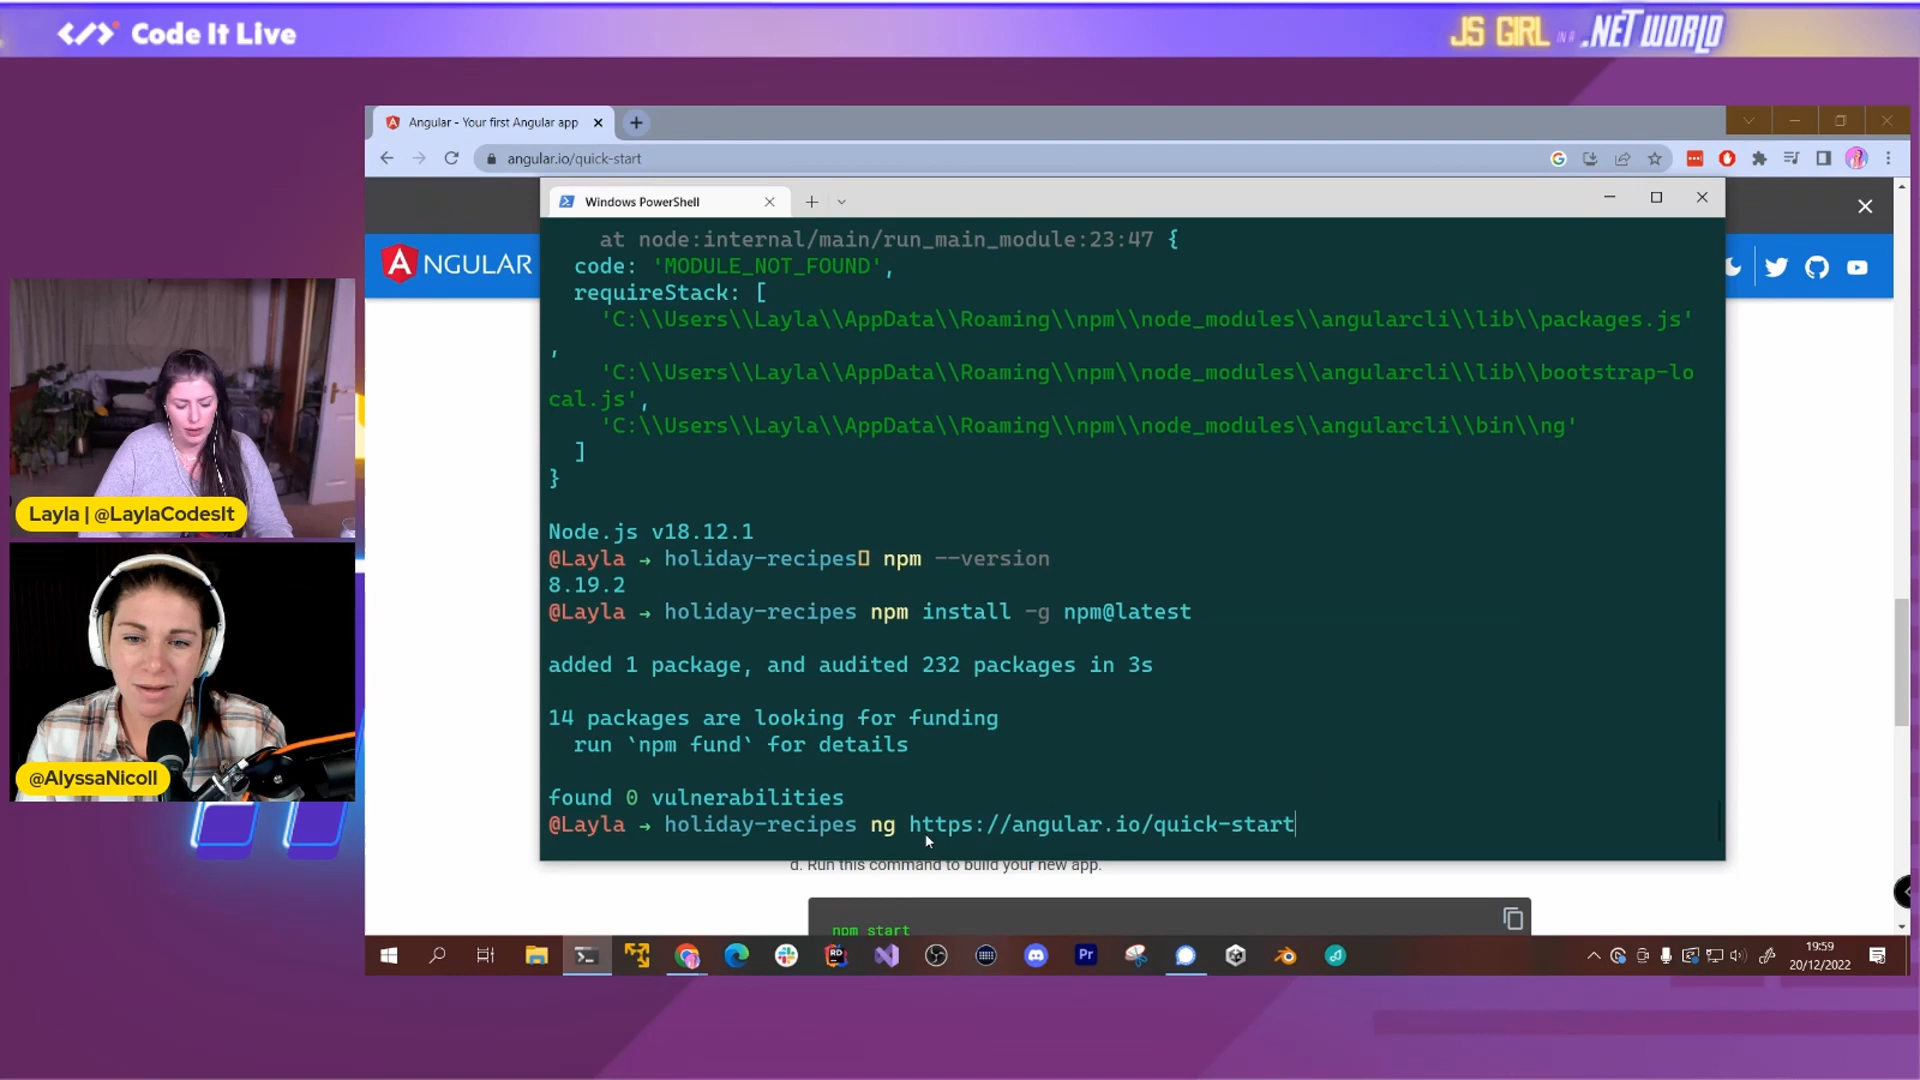 </> Code It Live
JS GIRL IN A .NET WORLD
Angular - Your first Angular app
angular.io/quick-start
Windows PowerShell
ANGULAR
at node:internal/main/run_main_module:23:47 {
code: 'MODULE_NOT_FOUND',
requireStack: [
'C:\\Users\\Layla\\AppData\\Roaming\\npm\\node_modules\\angularcli\\lib\\packages.js'
,
'C:\\Users\\Layla\\AppData\\Roaming\\npm\\node_modules\\angularcli\\lib\\bootstrap-lo
cal.js',
'C:\\Users\\Layla\\AppData\\Roaming\\npm\\node_modules\\angularcli\\bin\\ng'
]
}
Node.js v18.12.1
@Layla → holiday-recipes▯ npm --version
8.19.2
@Layla → holiday-recipes npm install -g npm@latest
added 1 package, and audited 232 packages in 3s
14 packages are looking for funding
run `npm fund` for details
found 0 vulnerabilities
@Layla → holiday-recipes ng https://angular.io/quick-start
d. Run this command to build your new app.
npm start
Layla | @LaylaCodesIt
@AlyssaNicoll
RD
Pr
19:59
20/12/2022